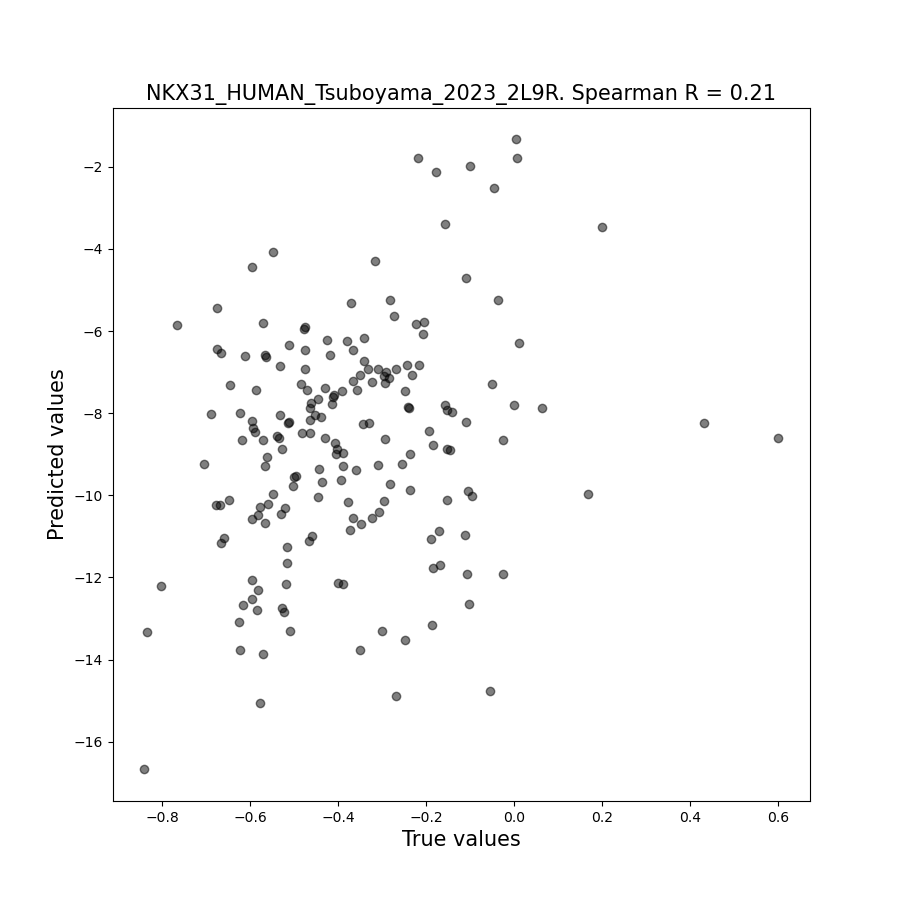 NKX31_HUMAN_Tsuboyama_2023_2L9R. Spearman R = 0.21
−2
−4
−6
−8
−10
−12
−14
−16
Predicted values
−0.8 −0.6 −0.4 −0.2 0.0 0.2 0.4 0.6
True values